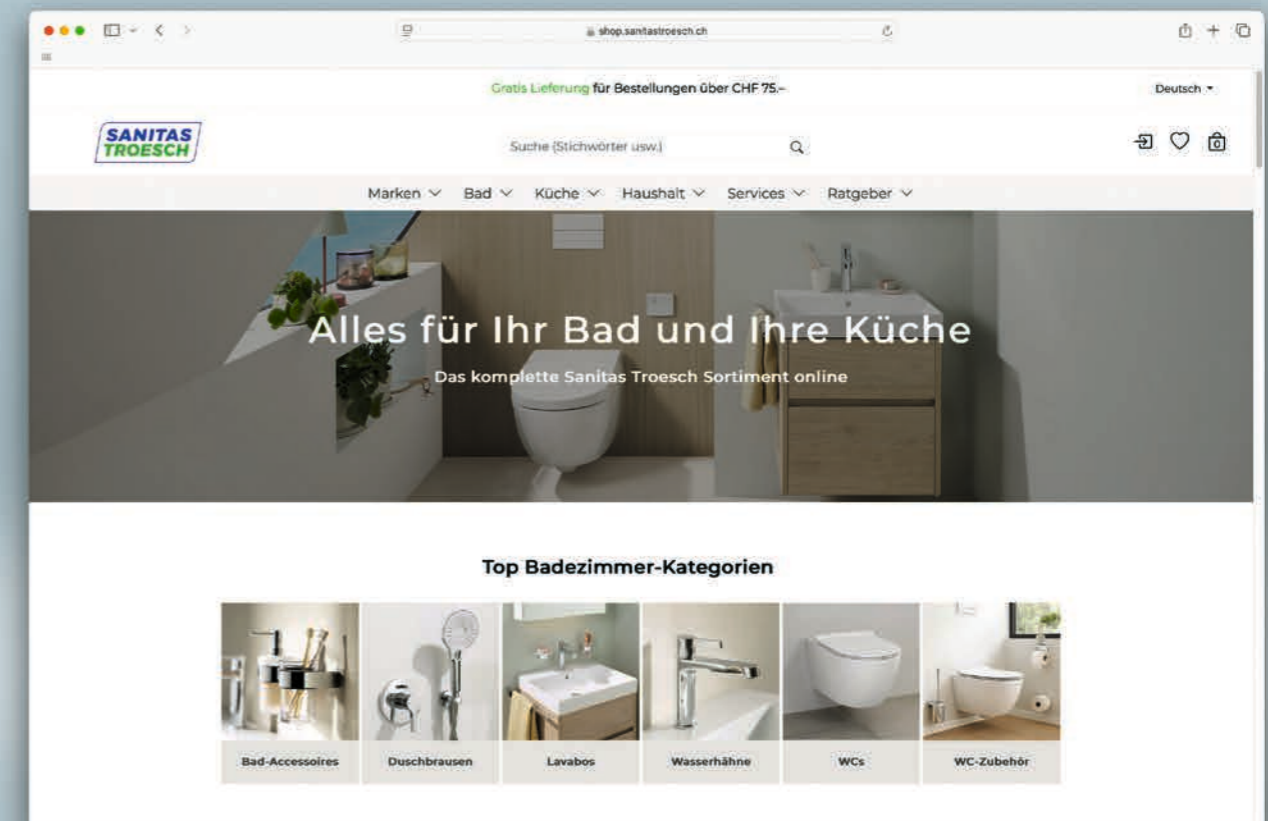 shop.sanitastroesch.ch
Gratis Lieferung für Bestellungen über CHF 75.–
Deutsch
SANITAS
TROESCH
Suche (Stichwörter usw.)
0
Marken Bad Küche Haushalt Services Ratgeber
Alles für Ihr Bad und Ihre Küche
Das komplette Sanitas Troesch Sortiment online
Top Badezimmer-Kategorien
Bad-Accessoires Duschbrausen Lavabos Wasserhähne WCs WC-Zubehör